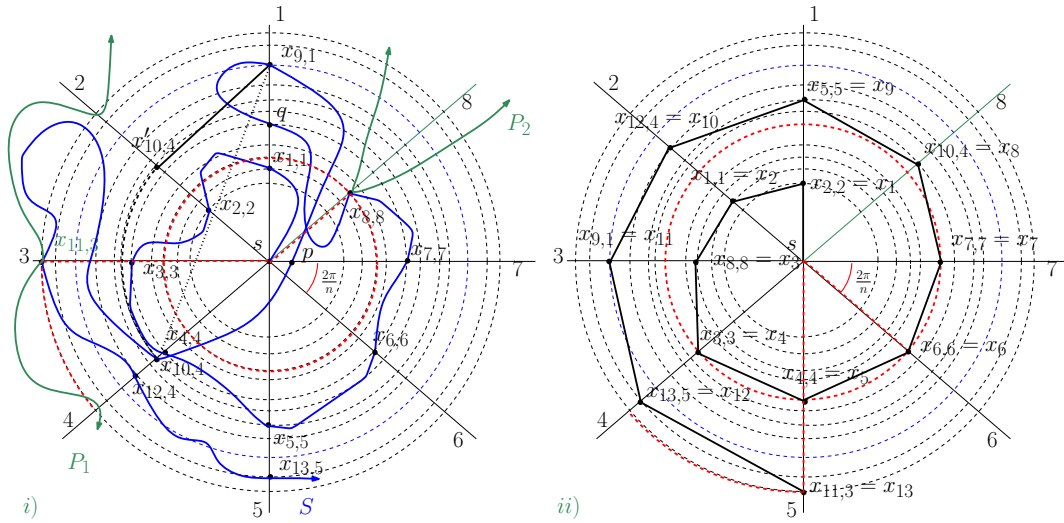 1
2
3
4
5
6
7
8
x_{9,1}
q
x'_{10,4}
x_{1,1}
x_{2,2}
x_{8,8}
x_{11,3}
s
p
x_{7,7}
x_{3,3}
2π/n
x_{4,4}
x_{10,4}
x_{6,6}
x_{12,4}
x_{5,5}
x_{13,5}
P_1
P_2
S
i)
1
2
3
4
5
6
7
8
x_{5,5} = x_9
x_{12,4} = x_{10}
x_{10,4} = x_8
x_{1,1} = x_2
x_{2,2} = x_1
x_{9,1} = x_{11}
s
x_{8,8} = x_3
x_{7,7} = x_7
2π/n
x_{3,3} = x_4
x_{6,6} = x_6
x_{4,4} = x_5
x_{13,5} = x_{12}
x_{11,3} = x_{13}
ii)